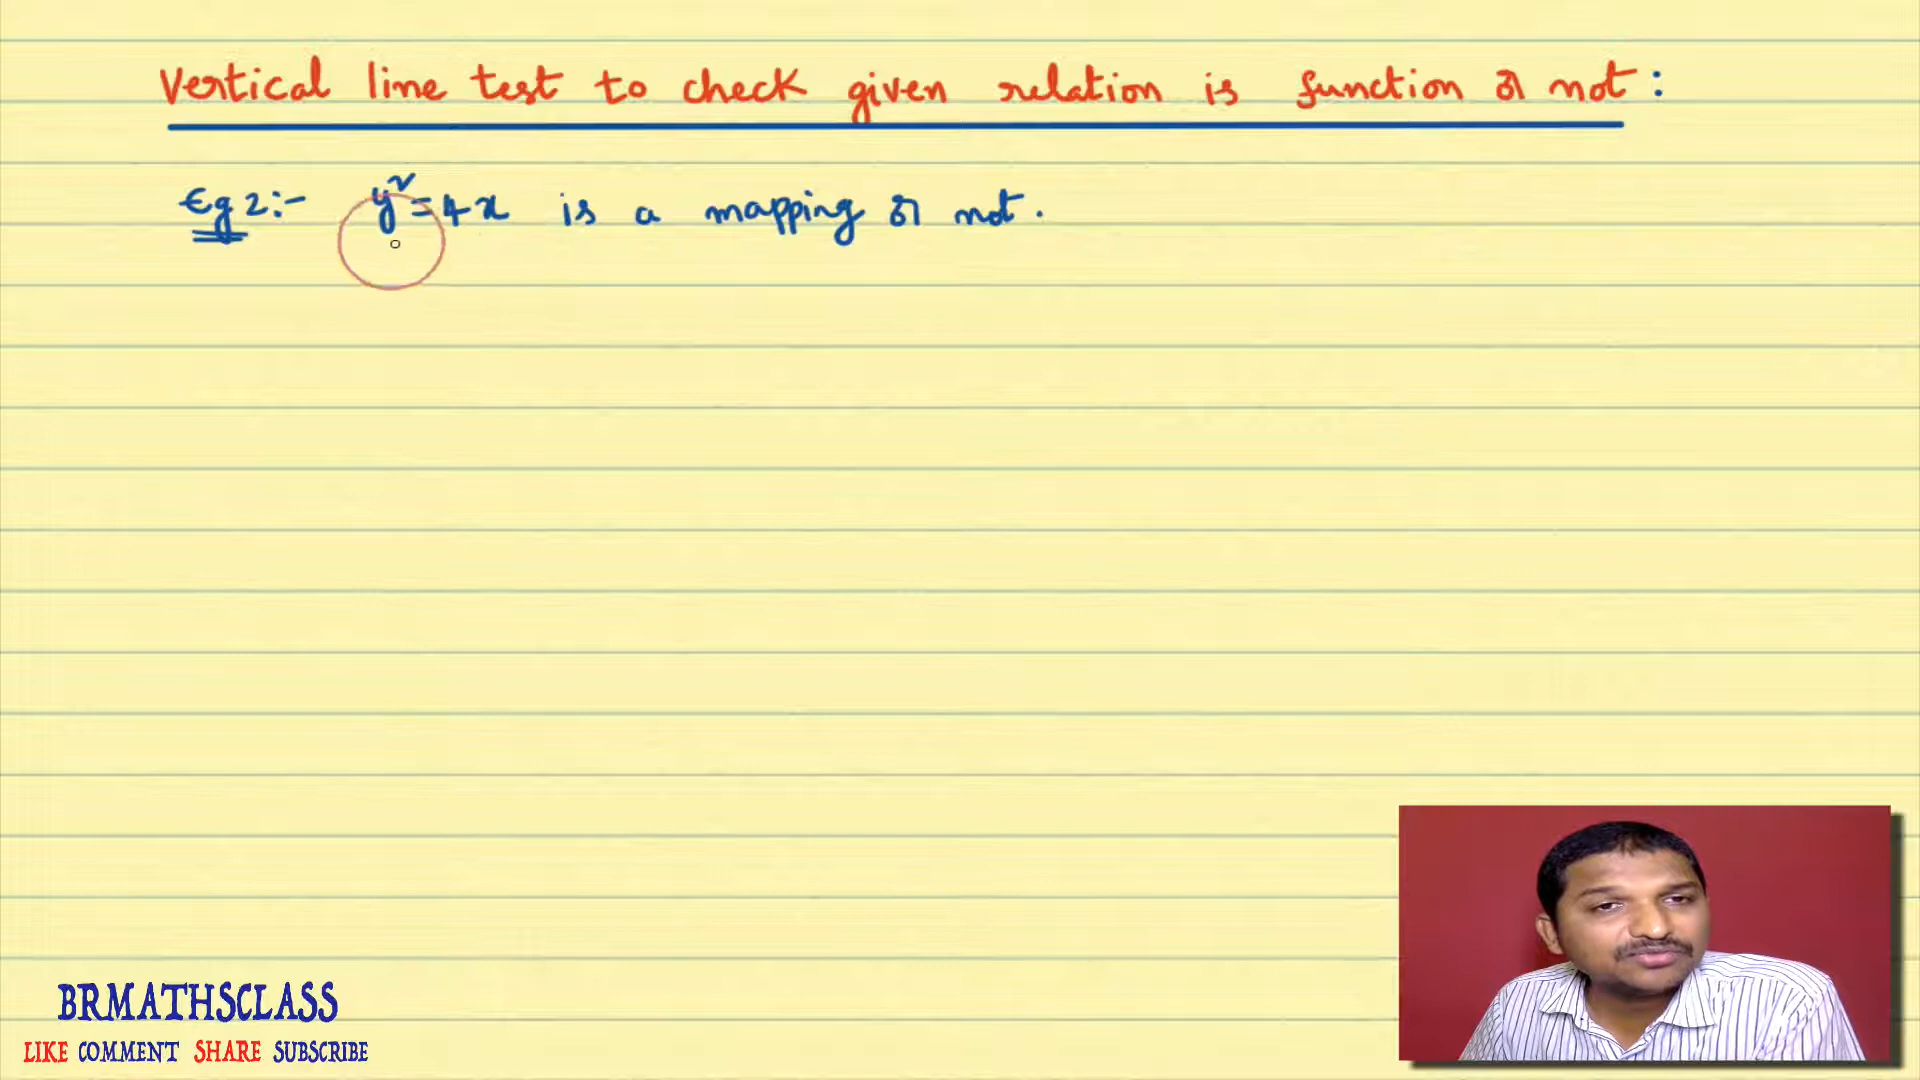 Vertical line test to check given relation is function or not :
Eg 2:- y² = 4x is a mapping or not.
BRMATHSCLASS
LIKE COMMENT SHARE SUBSCRIBE